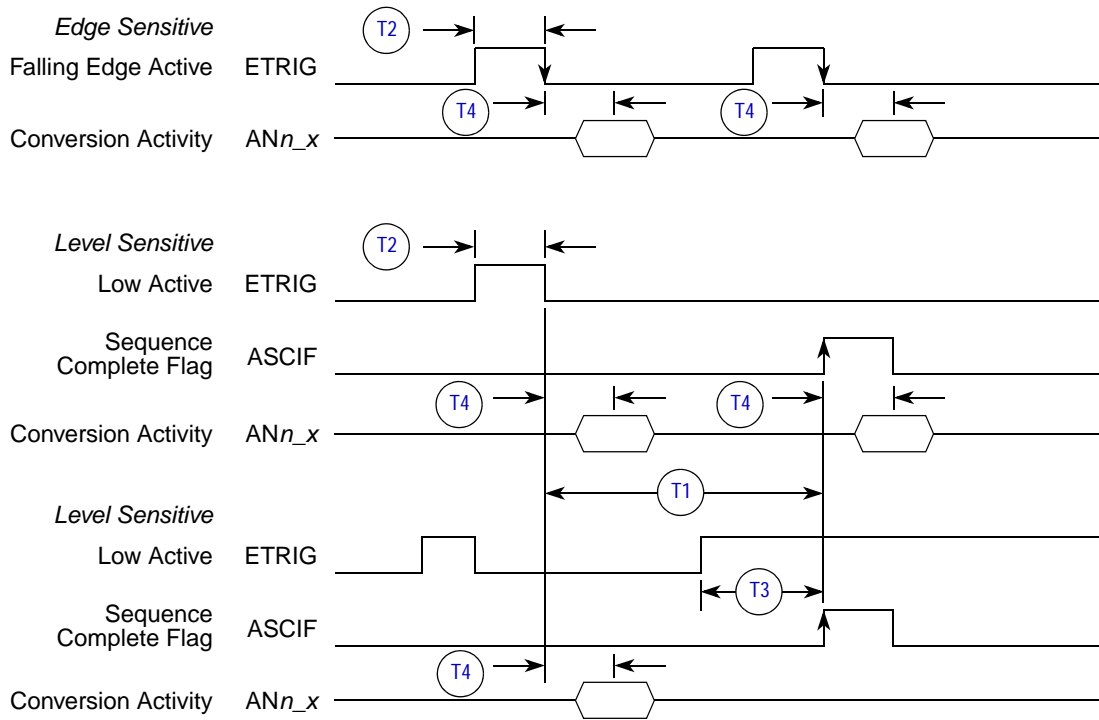 Edge Sensitive
T2
Falling Edge Active ETRIG
T4 T4
Conversion Activity ANn_x
Level Sensitive
T2
Low Active ETRIG
Sequence
Complete Flag ASCIF
T4 T4
Conversion Activity ANn_x
T1
Level Sensitive
Low Active ETRIG
T3
Sequence
Complete Flag ASCIF
T4
Conversion Activity ANn_x